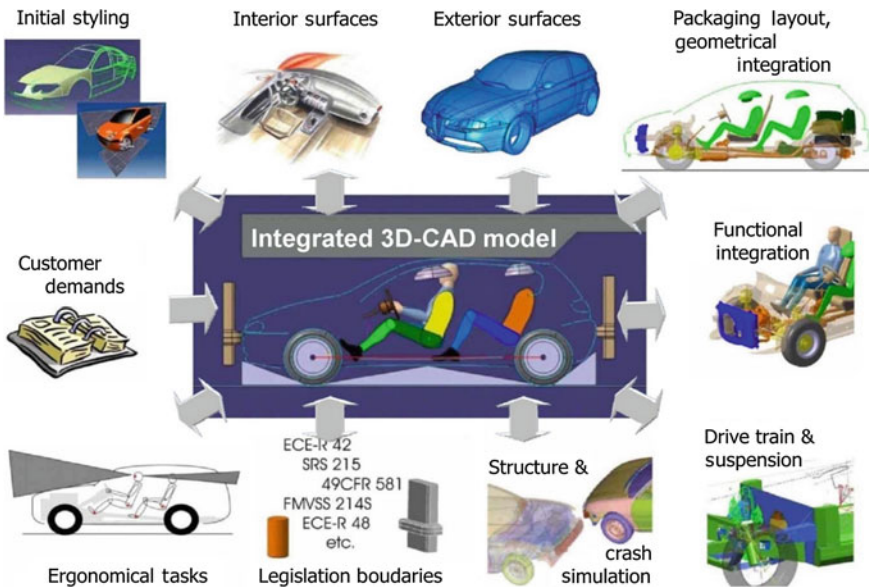 Initial styling
Interior surfaces
Exterior surfaces
Packaging layout,
geometrical
integration
Integrated 3D-CAD model
Customer
demands
Functional
integration
ECE-R 42
SRS 215
49CFR 581
FMVSS 214S
ECE-R 48
etc.
Structure &
crash
simulation
Drive train &
suspension
Ergonomical tasks
Legislation boudaries